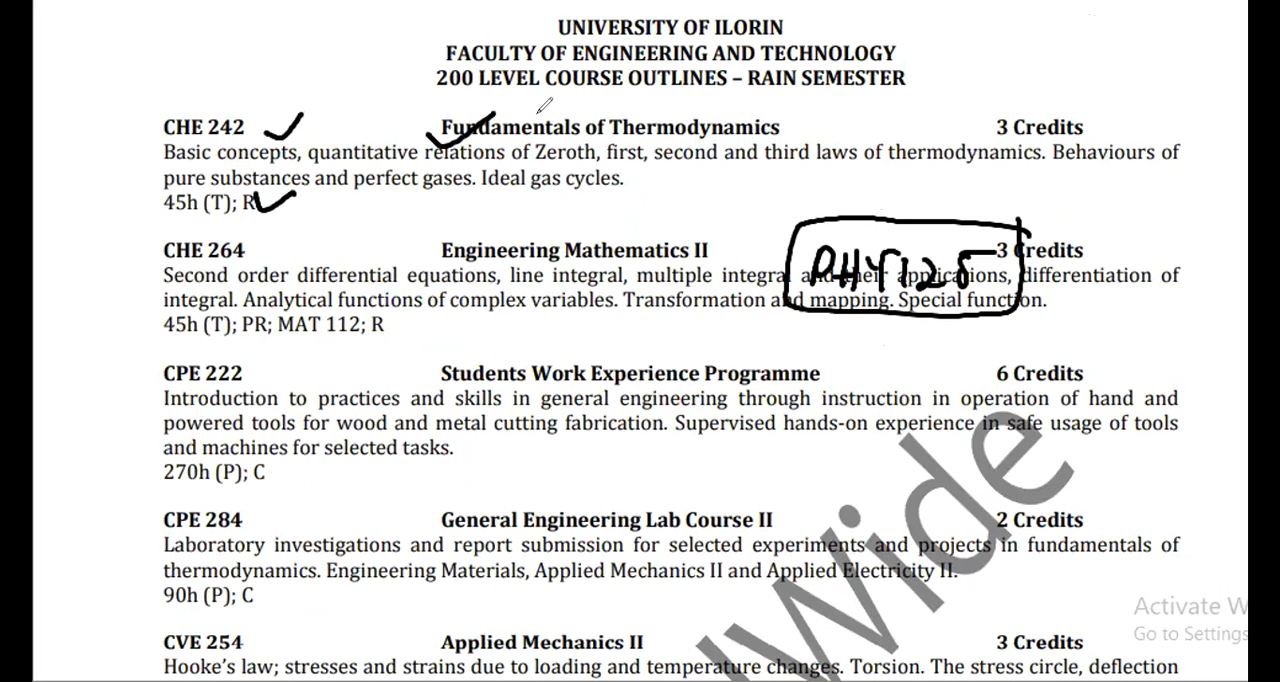 UNIVERSITY OF ILORIN
FACULTY OF ENGINEERING AND TECHNOLOGY
200 LEVEL COURSE OUTLINES – RAIN SEMESTER
CHE 242 Fundamentals of Thermodynamics 3 Credits
Basic concepts, quantitative relations of Zeroth, first, second and third laws of thermodynamics. Behaviours of
pure substances and perfect gases. Ideal gas cycles.
45h (T); R
CHE 264 Engineering Mathematics II 3 Credits
PHY125
Second order differential equations, line integral, multiple integral and their applications, differentiation of
integral. Analytical functions of complex variables. Transformation and mapping. Special function.
45h (T); PR; MAT 112; R
CPE 222 Students Work Experience Programme 6 Credits
Introduction to practices and skills in general engineering through instruction in operation of hand and
powered tools for wood and metal cutting fabrication. Supervised hands-on experience in safe usage of tools
and machines for selected tasks.
270h (P); C
CPE 284 General Engineering Lab Course II 2 Credits
Laboratory investigations and report submission for selected experiments and projects in fundamentals of
thermodynamics. Engineering Materials, Applied Mechanics II and Applied Electricity II.
90h (P); C
Wide
Activate W
Go to Settings
CVE 254 Applied Mechanics II 3 Credits
Hooke's law; stresses and strains due to loading and temperature changes. Torsion. The stress circle, deflection